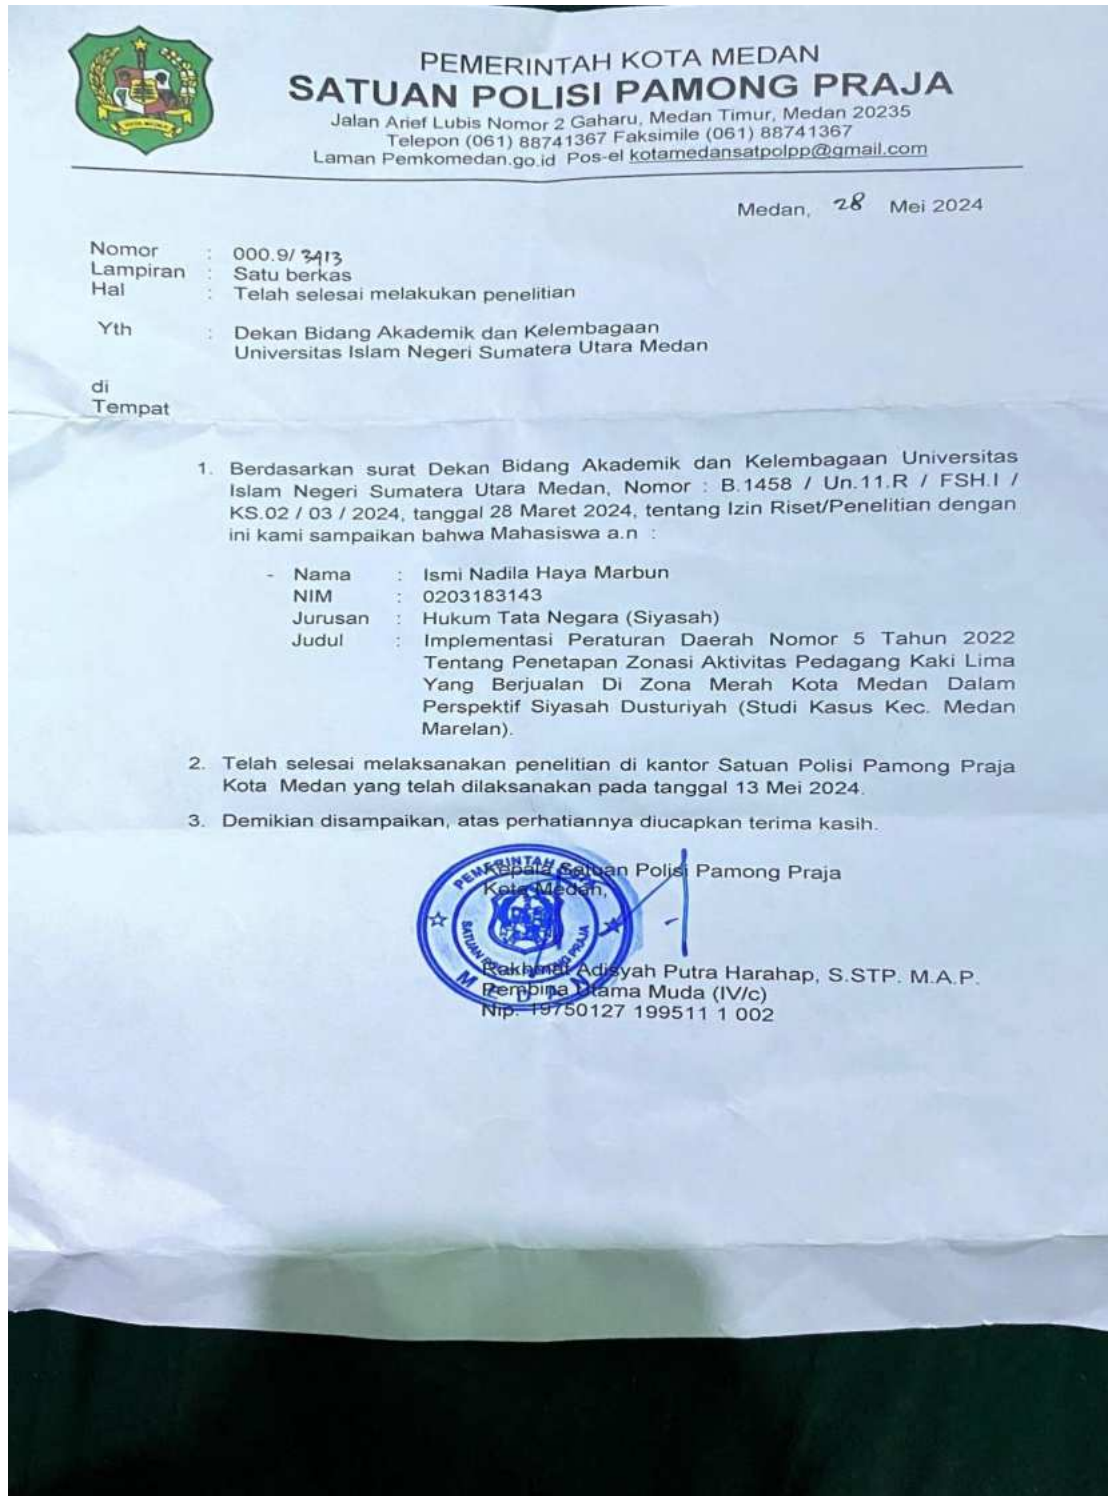 PEMERINTAH KOTA MEDAN
SATUAN POLISI PAMONG PRAJA
Jalan Arief Lubis Nomor 2 Gaharu, Medan Timur, Medan 20235
Telepon (061) 88741367 Faksimile (061) 88741367
Laman Pemkomedan.go.id Pos-el kotamedansatpolpp@gmail.com
Medan, 28 Mei 2024
Nomor : 000.9/ 3413
Lampiran : Satu berkas
Hal : Telah selesai melakukan penelitian
Yth : Dekan Bidang Akademik dan Kelembagaan
Universitas Islam Negeri Sumatera Utara Medan
di
Tempat
1. Berdasarkan surat Dekan Bidang Akademik dan Kelembagaan Universitas
Islam Negeri Sumatera Utara Medan, Nomor : B.1458 / Un.11.R / FSH.I /
KS.02 / 03 / 2024, tanggal 28 Maret 2024, tentang Izin Riset/Penelitian dengan
ini kami sampaikan bahwa Mahasiswa a.n :
- Nama : Ismi Nadila Haya Marbun
NIM : 0203183143
Jurusan : Hukum Tata Negara (Siyasah)
Judul : Implementasi Peraturan Daerah Nomor 5 Tahun 2022
Tentang Penetapan Zonasi Aktivitas Pedagang Kaki Lima
Yang Berjualan Di Zona Merah Kota Medan Dalam
Perspektif Siyasah Dusturiyah (Studi Kasus Kec. Medan
Marelan).
2. Telah selesai melaksanakan penelitian di kantor Satuan Polisi Pamong Praja
Kota Medan yang telah dilaksanakan pada tanggal 13 Mei 2024.
3. Demikian disampaikan, atas perhatiannya diucapkan terima kasih.
Kepala Satuan Polisi Pamong Praja
Kota Medan,
PEMERINTAH KOTA
SATUAN POLISI PAMONG PRAJA
MEDAN
Rakhmat Adisyah Putra Harahap, S.STP. M.A.P.
Pembina Utama Muda (IV/c)
Nip. 19750127 199511 1 002